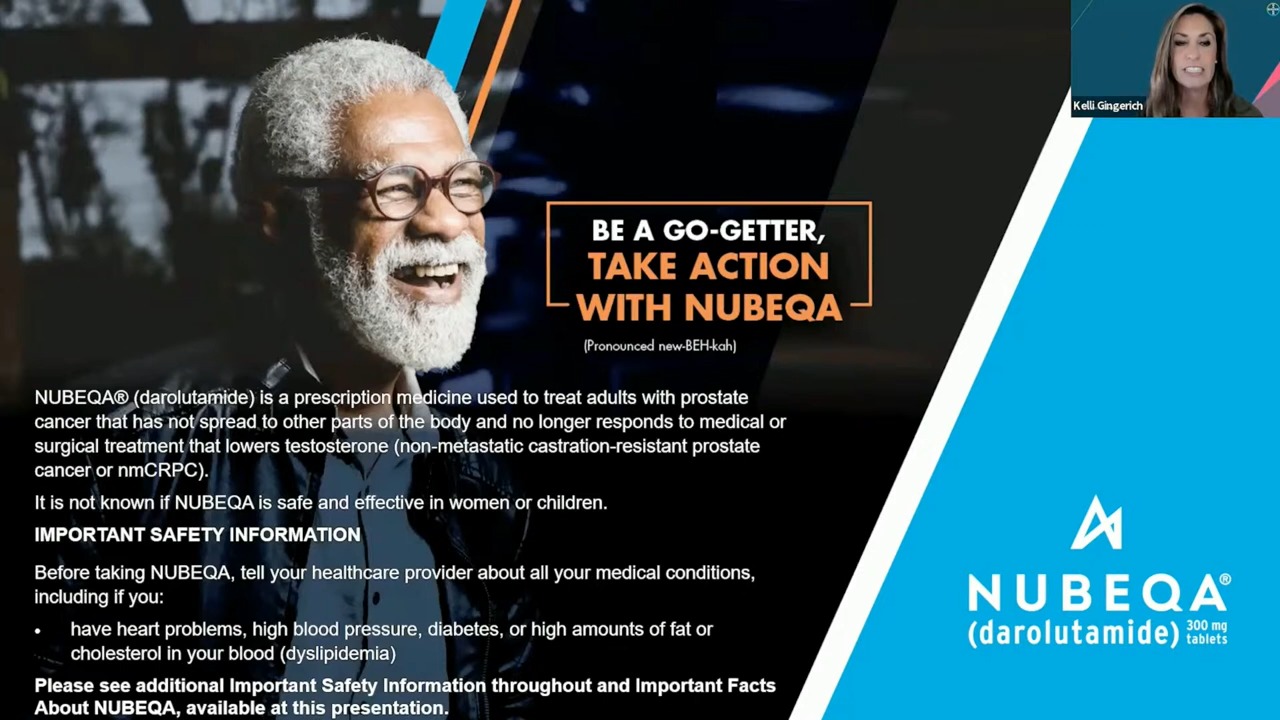 Kelli Gingerich
BE A GO-GETTER,
TAKE ACTION
WITH NUBEQA
(Pronounced new-BEH-kah)
NUBEQA® (darolutamide) is a prescription medicine used to treat adults with prostate
cancer that has not spread to other parts of the body and no longer responds to medical or
surgical treatment that lowers testosterone (non-metastatic castration-resistant prostate
cancer or nmCRPC).
It is not known if NUBEQA is safe and effective in women or children.
IMPORTANT SAFETY INFORMATION
Before taking NUBEQA, tell your healthcare provider about all your medical conditions,
including if you:
• have heart problems, high blood pressure, diabetes, or high amounts of fat or
cholesterol in your blood (dyslipidemia)
Please see additional Important Safety Information throughout and Important Facts
About NUBEQA, available at this presentation.
NUBEQA®
(darolutamide) 300 mg
tablets